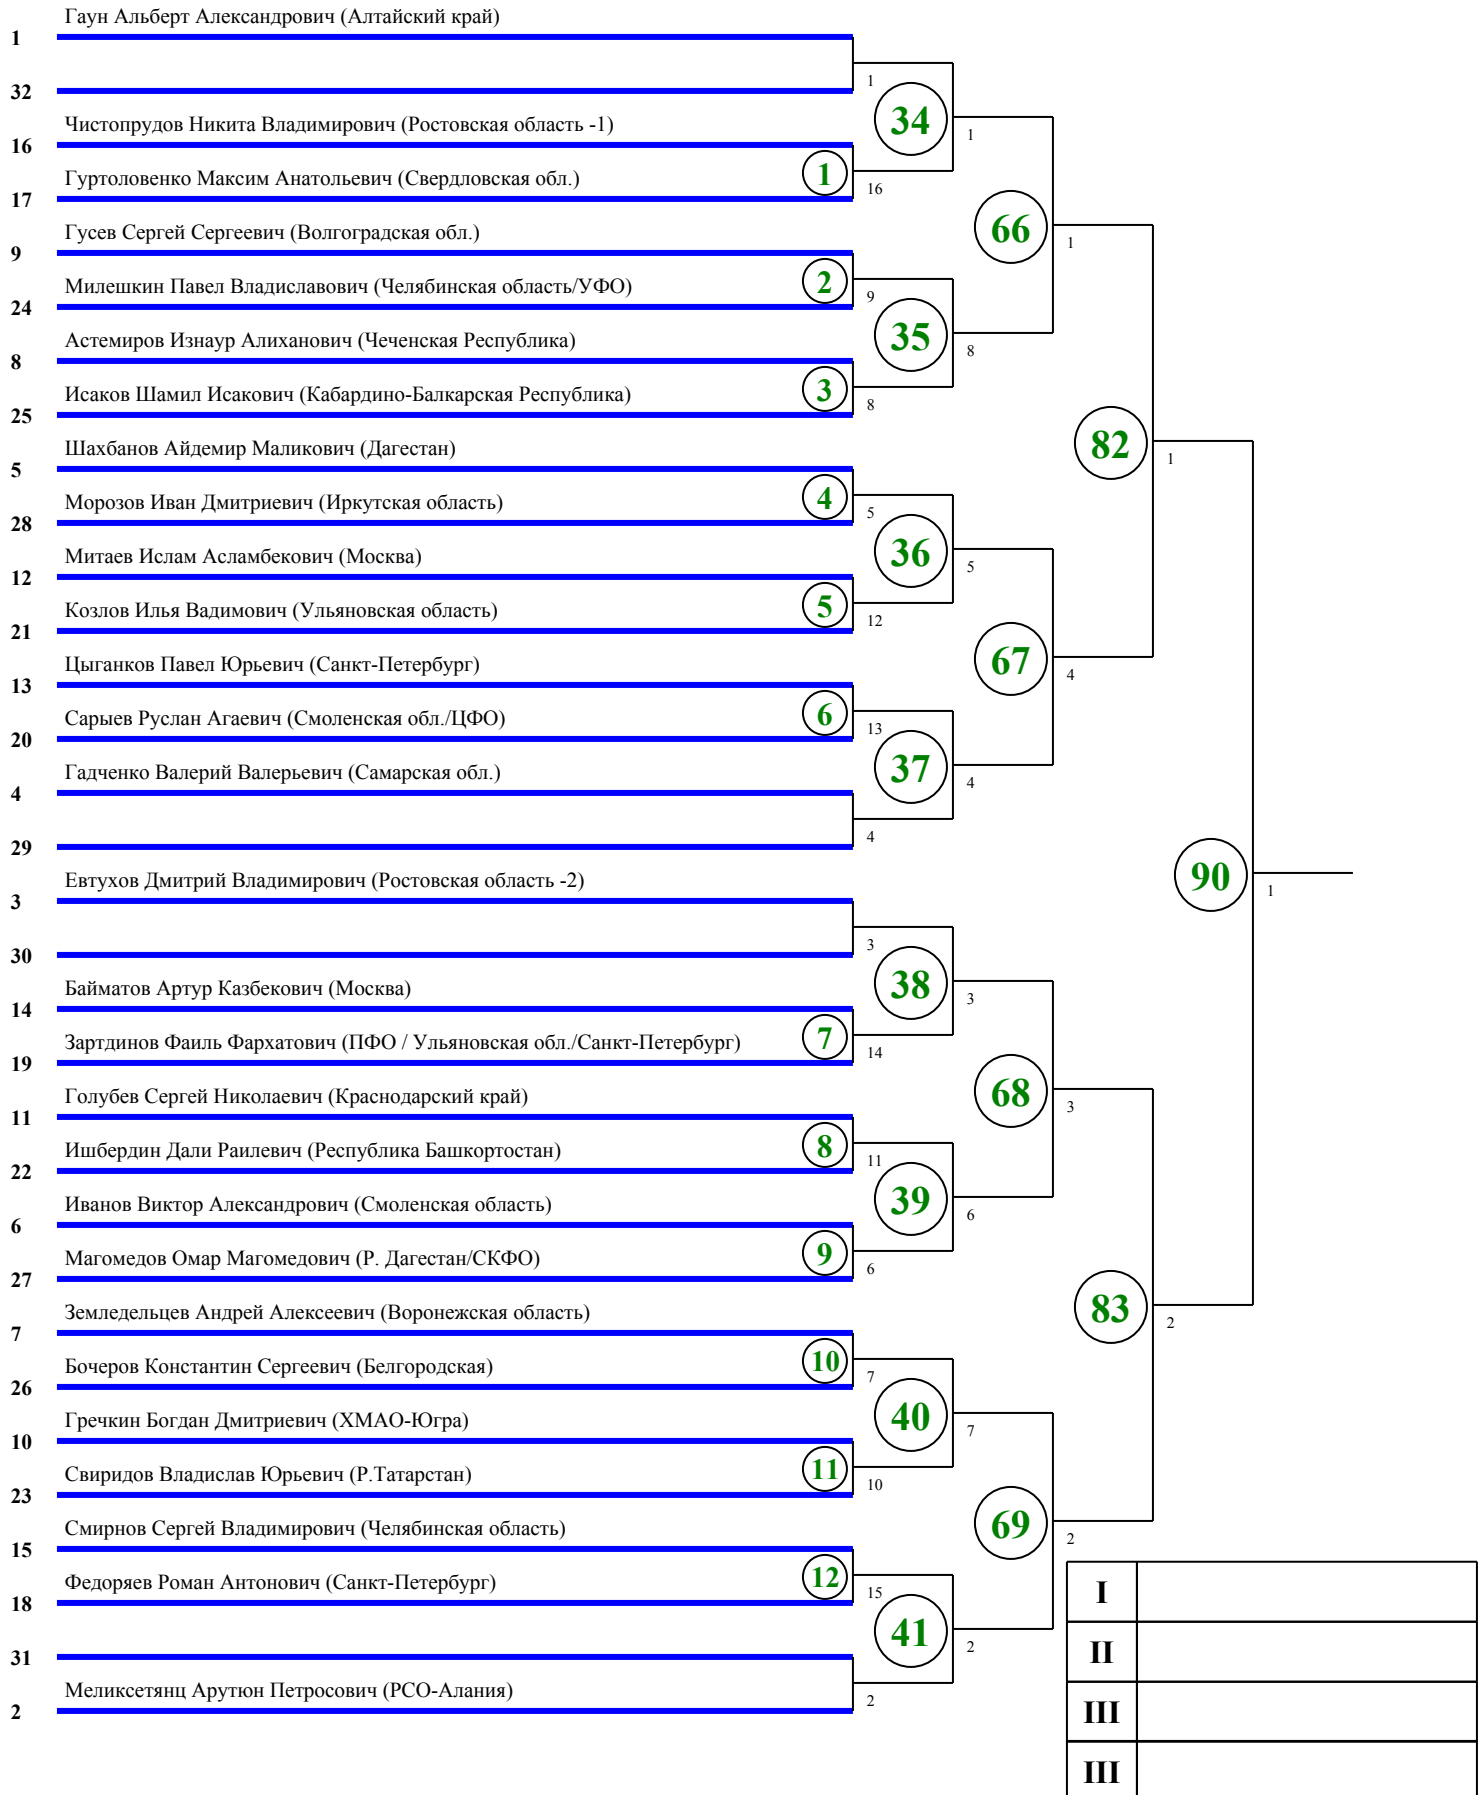 Гаун Альберт Александрович (Алтайский край)
1
1
32
34
Чистопрудов Никита Владимирович (Ростовская область -1)
1
16
1
Гуртоловенко Максим Анатольевич (Свердловская обл.)
16
17
66
Гусев Сергей Сергеевич (Волгоградская обл.)
1
9
2
Милешкин Павел Владиславович (Челябинская область/УФО)
9
24
35
Астемиров Изнаур Алиханович (Чеченская Республика)
8
8
3
Исаков Шамил Исакович (Кабардино-Балкарская Республика)
8
25
82
Шахбанов Айдемир Маликович (Дагестан)
1
5
4
Морозов Иван Дмитриевич (Иркутская область)
5
28
36
Митаев Ислам Асламбекович (Москва)
5
12
5
Козлов Илья Вадимович (Ульяновская область)
12
21
67
Цыганков Павел Юрьевич (Санкт-Петербург)
4
13
6
Сарыев Руслан Агаевич (Смоленская обл./ЦФО)
13
20
37
Гадченко Валерий Валерьевич (Самарская обл.)
4
4
4
29
90
Евтухов Дмитрий Владимирович (Ростовская область -2)
1
3
3
30
38
Байматов Артур Казбекович (Москва)
3
14
7
Зартдинов Фаиль Фархатович (ПФО / Ульяновская обл./Санкт-Петербург)
14
19
68
Голубев Сергей Николаевич (Краснодарский край)
3
11
8
Ишбердин Дали Раилевич (Республика Башкортостан)
11
22
39
Иванов Виктор Александрович (Смоленская область)
6
6
9
Магомедов Омар Магомедович (Р. Дагестан/СКФО)
6
27
83
Земледельцев Андрей Алексеевич (Воронежская область)
2
7
10
Бочеров Константин Сергеевич (Белгородская)
7
26
40
Гречкин Богдан Дмитриевич (ХМАО-Югра)
7
10
11
Свиридов Владислав Юрьевич (Р.Татарстан)
10
23
69
Смирнов Сергей Владимирович (Челябинская область)
2
15
12
Федоряев Роман Антонович (Санкт-Петербург)
15
18
I
41
2
31
II
Меликсетянц Арутюн Петросович (РСО-Алания)
2
2
III
III